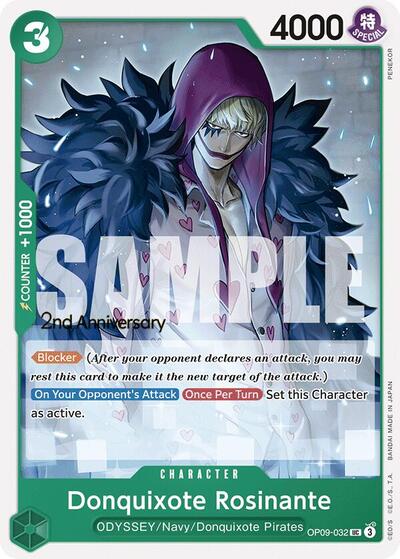 3
4000
特
SPECIAL
PENEKOR
COUNTER +1000
SAMPLE
2nd Anniversary
Blocker (After your opponent declares an attack, you may
rest this card to make it the new target of the attack.)
On Your Opponent's Attack Once Per Turn Set this Character
as active.
CHARACTER
Donquixote Rosinante
ODYSSEY/Navy/Donquixote Pirates
OP09-032 UC 3
©E.O/S. ©E.O.S., T.A. BANDAI MADE IN JAPAN